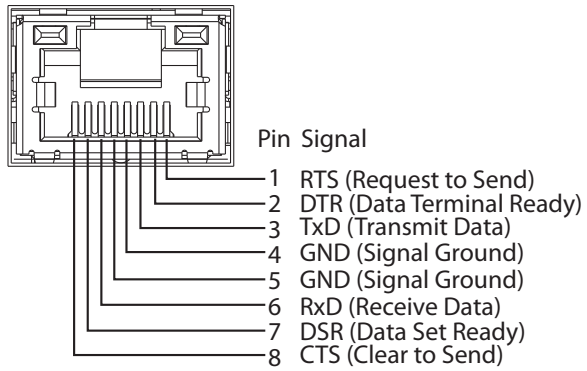 Pin Signal
1 RTS (Request to Send)
2 DTR (Data Terminal Ready)
3 TxD (Transmit Data)
4 GND (Signal Ground)
5 GND (Signal Ground)
6 RxD (Receive Data)
7 DSR (Data Set Ready)
8 CTS (Clear to Send)